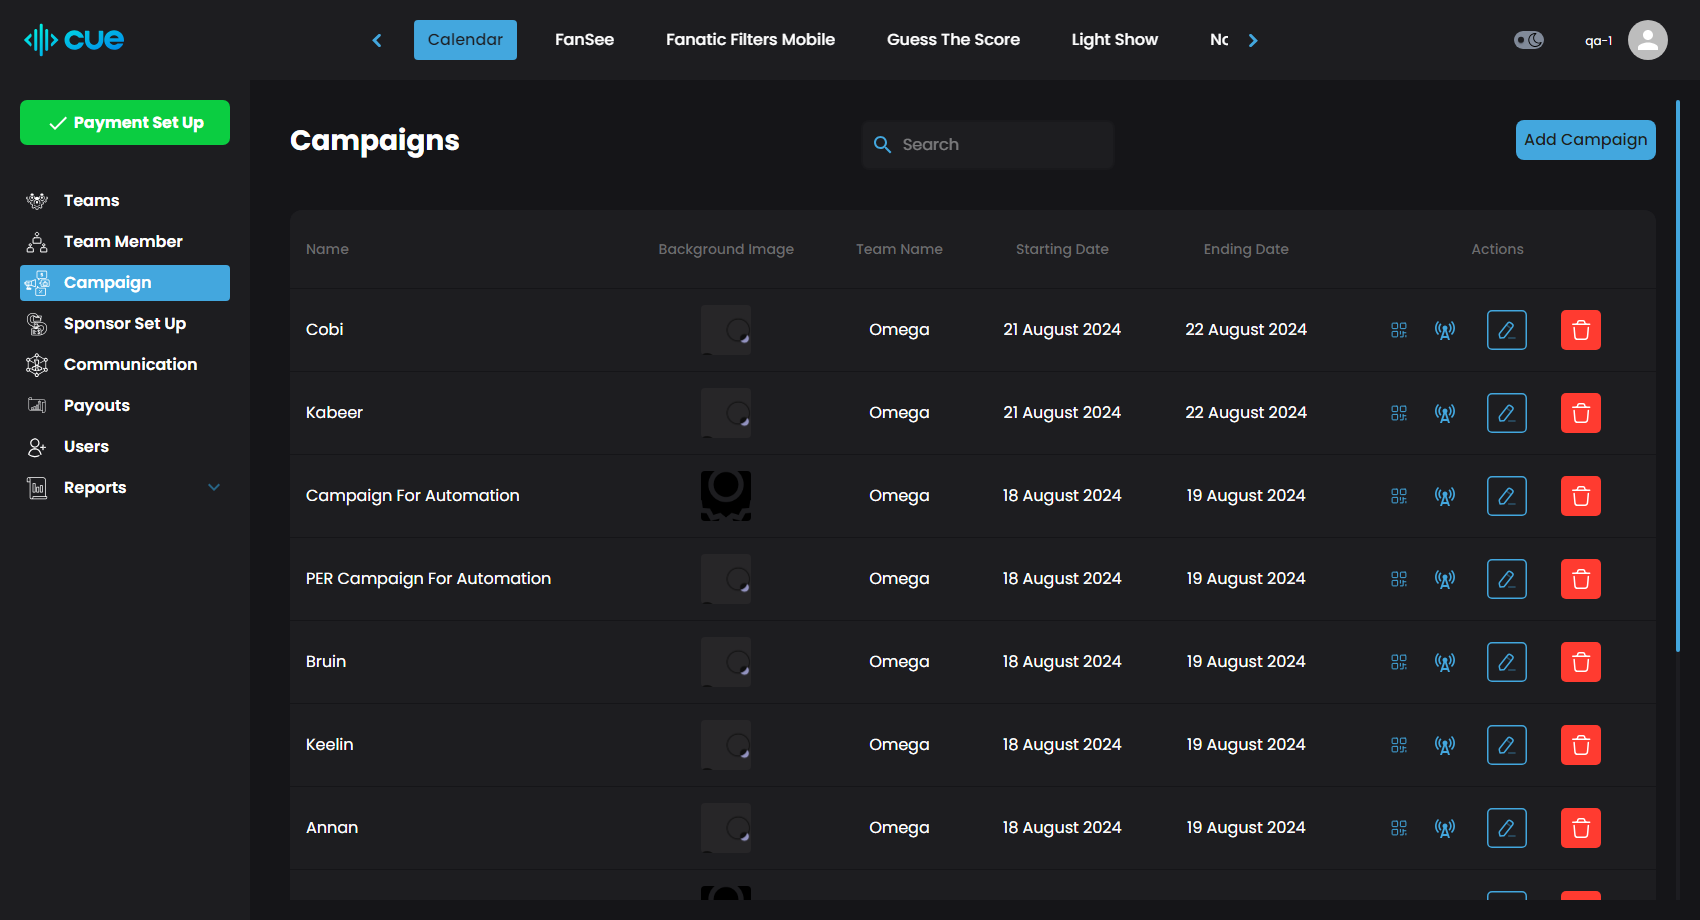 cue
Calendar
FanSee
Fanatic Filters Mobile
Guess The Score
Light Show
qa-1
Payment Set Up
Teams
Team Member
Campaign
Sponsor Set Up
Communication
Payouts
Users
Reports
Campaigns
Search
Add Campaign
Name Background Image Team Name Starting Date Ending Date Actions
Cobi Omega 21 August 2024 22 August 2024
Kabeer Omega 21 August 2024 22 August 2024
Campaign For Automation Omega 18 August 2024 19 August 2024
PER Campaign For Automation Omega 18 August 2024 19 August 2024
Bruin Omega 18 August 2024 19 August 2024
Keelin Omega 18 August 2024 19 August 2024
Annan Omega 18 August 2024 19 August 2024